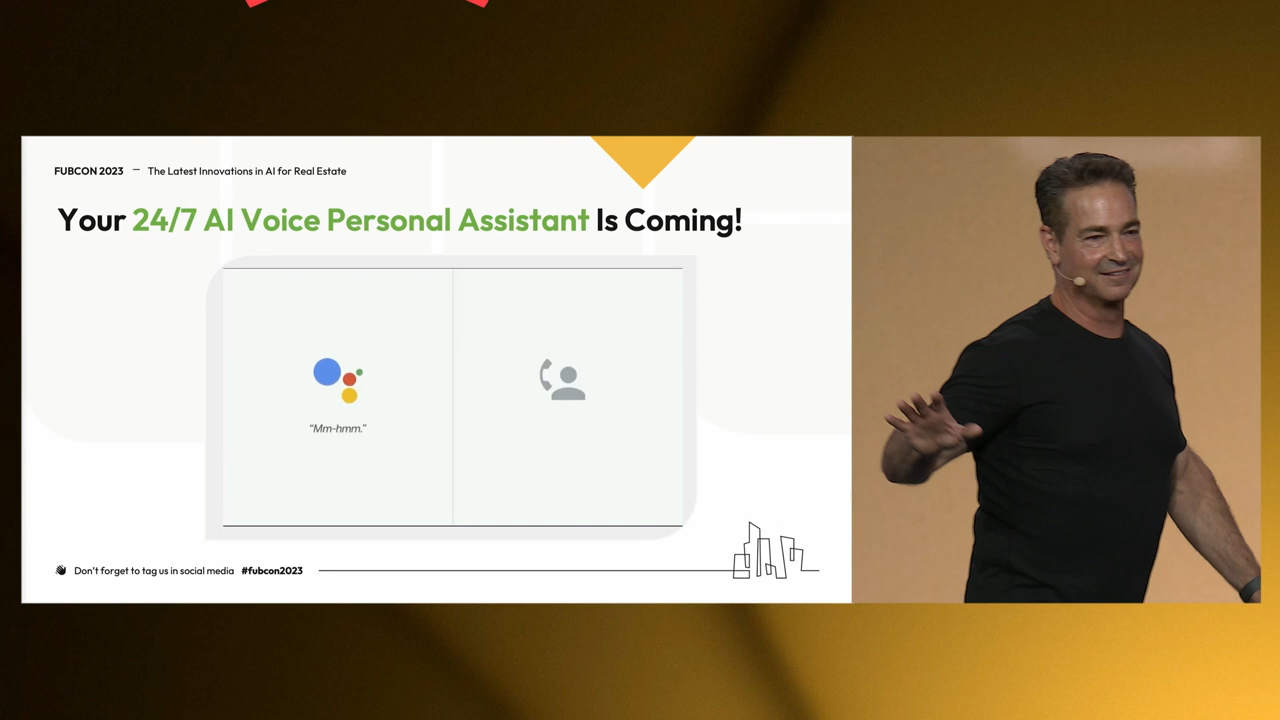 FUBCON 2023 – The Latest Innovations in AI for Real Estate
Your 24/7 AI Voice Personal Assistant Is Coming!
"Mm-hmm."
Don't forget to tag us in social media #fubcon2023